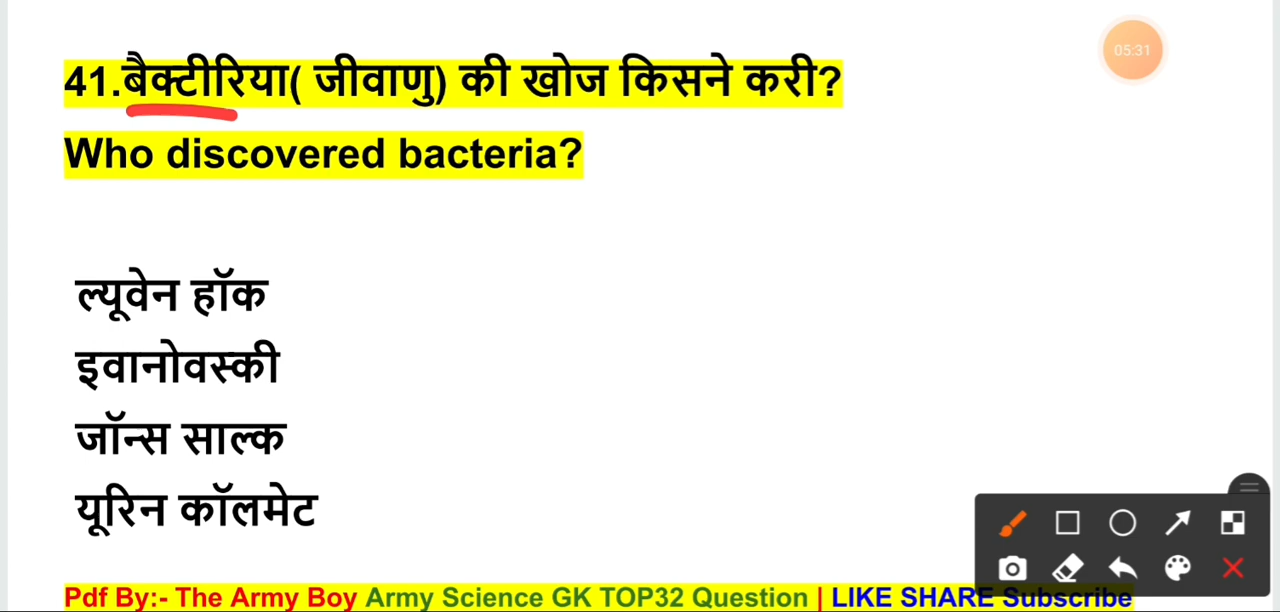 05:31
41.बैक्टीरिया( जीवाणु) की खोज किसने करी?
Who discovered bacteria?
ल्यूवेन हॉक
इवानोवस्की
जॉन्स साल्क
यूरिन कॉलमेट
Pdf By:- The Army Boy Army Science GK TOP32 Question | LIKE SHARE Subscribe